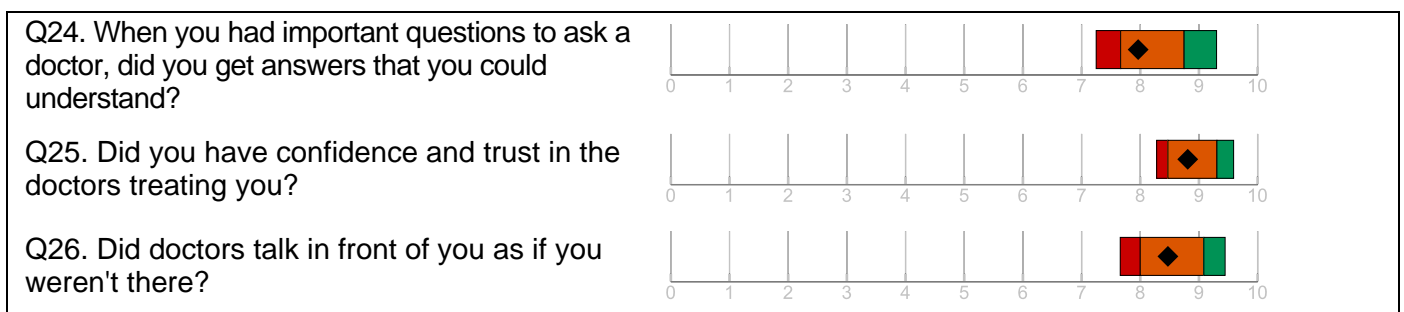 Q24. When you had important questions to ask a
doctor, did you get answers that you could
understand?
0 1 2 3 4 5 6 7 8 9 10
Q25. Did you have confidence and trust in the
doctors treating you?
0 1 2 3 4 5 6 7 8 9 10
Q26. Did doctors talk in front of you as if you
weren't there?
0 1 2 3 4 5 6 7 8 9 10